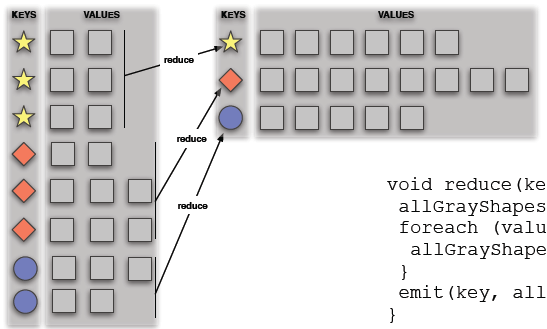 KEYS VALUES KEYS VALUES
reduce
reduce
reduce
void reduce(ke
allGrayShapes
foreach (valu
allGrayShape
}
emit(key, all
}